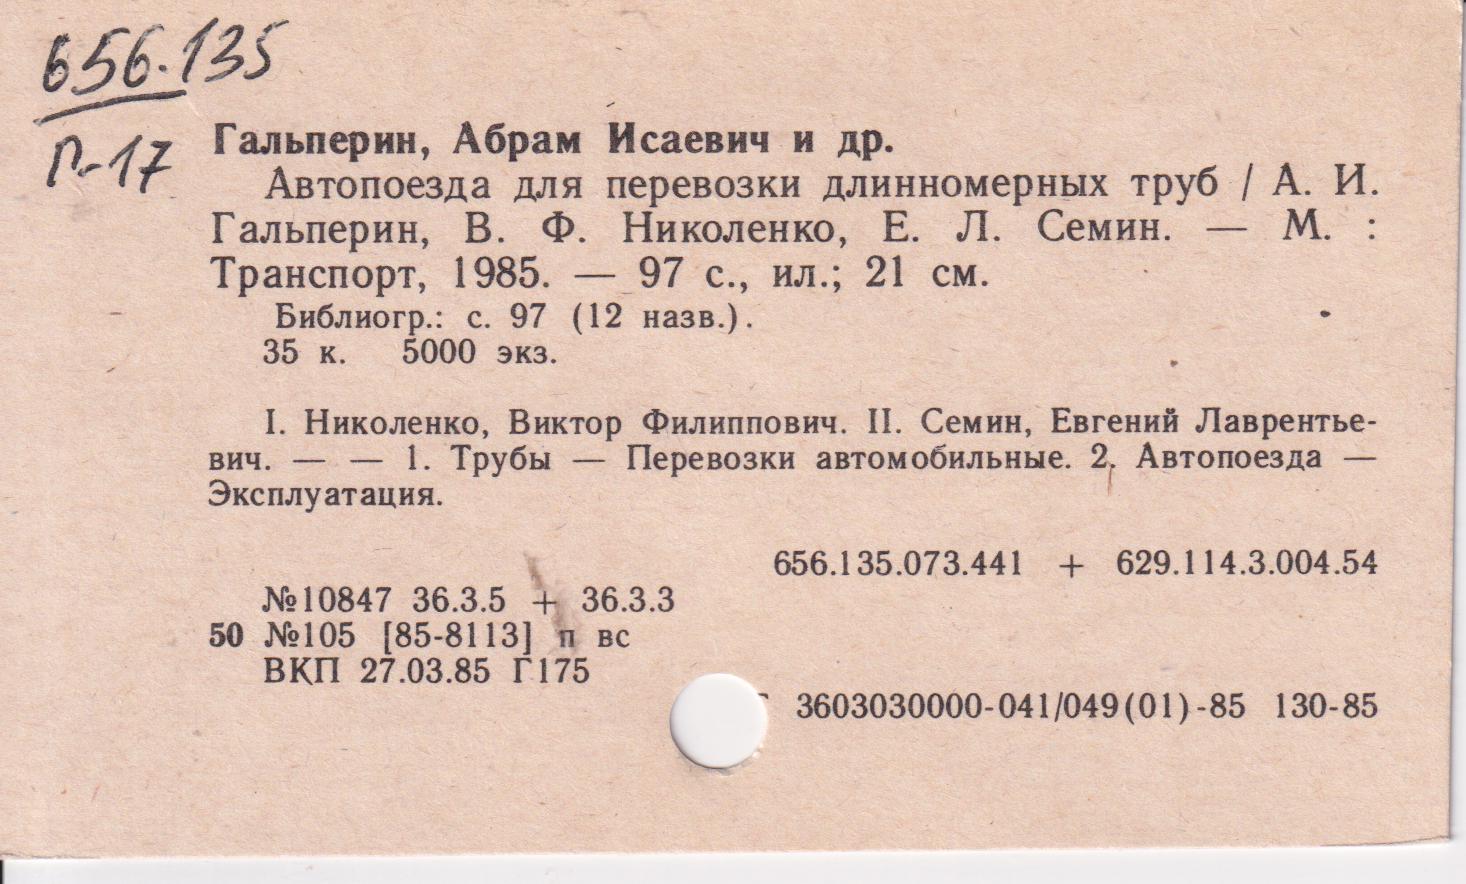 656.135
Г-17
Гальперин, Абрам Исаевич и др.
Автопоезда для перевозки длинномерных труб / А. И.
Гальперин, В. Ф. Николенко, Е. Л. Семин. — М. :
Транспорт, 1985. — 97 с., ил.; 21 см.
Библиогр.: с. 97 (12 назв.).
35 к. 5000 экз.
I. Николенко, Виктор Филиппович. II. Семин, Евгений Лаврентье-
вич. — — 1. Трубы — Перевозки автомобильные. 2. Автопоезда —
Эксплуатация.
656.135.073.441 + 629.114.3.004.54
№10847 36.3.5 + 36.3.3
50 №105 [85-8113] п вс
ВКП 27.03.85 Г175
3603030000-041/049(01)-85 130-85